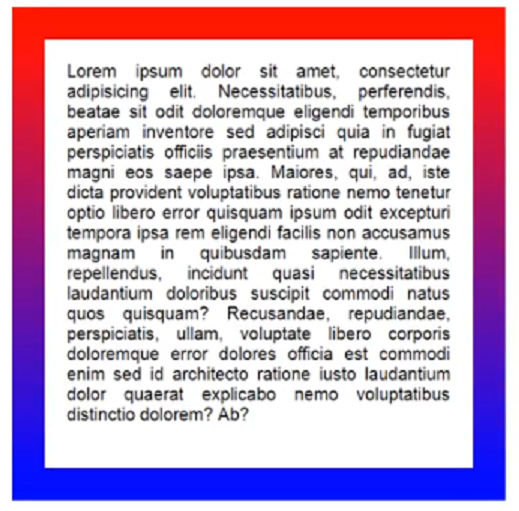 Lorem ipsum dolor sit amet, consectetur
adipisicing elit. Necessitatibus, perferendis,
beatae sit odit doloremque eligendi temporibus
aperiam inventore sed adipisci quia in fugiat
perspiciatis officiis praesentium at repudiandae
magni eos saepe ipsa. Maiores, qui, ad, iste
dicta provident voluptatibus ratione nemo tenetur
optio libero error quisquam ipsum odit excepturi
tempora ipsa rem eligendi facilis non accusamus
magnam in quibusdam sapiente. Illum,
repellendus, incidunt quasi necessitatibus
laudantium doloribus suscipit commodi natus
quos quisquam? Recusandae, repudiandae,
perspiciatis, ullam, voluptate libero corporis
doloremque error dolores officia est commodi
enim sed id architecto ratione iusto laudantium
dolor quaerat explicabo nemo voluptatibus
distinctio dolorem? Ab?